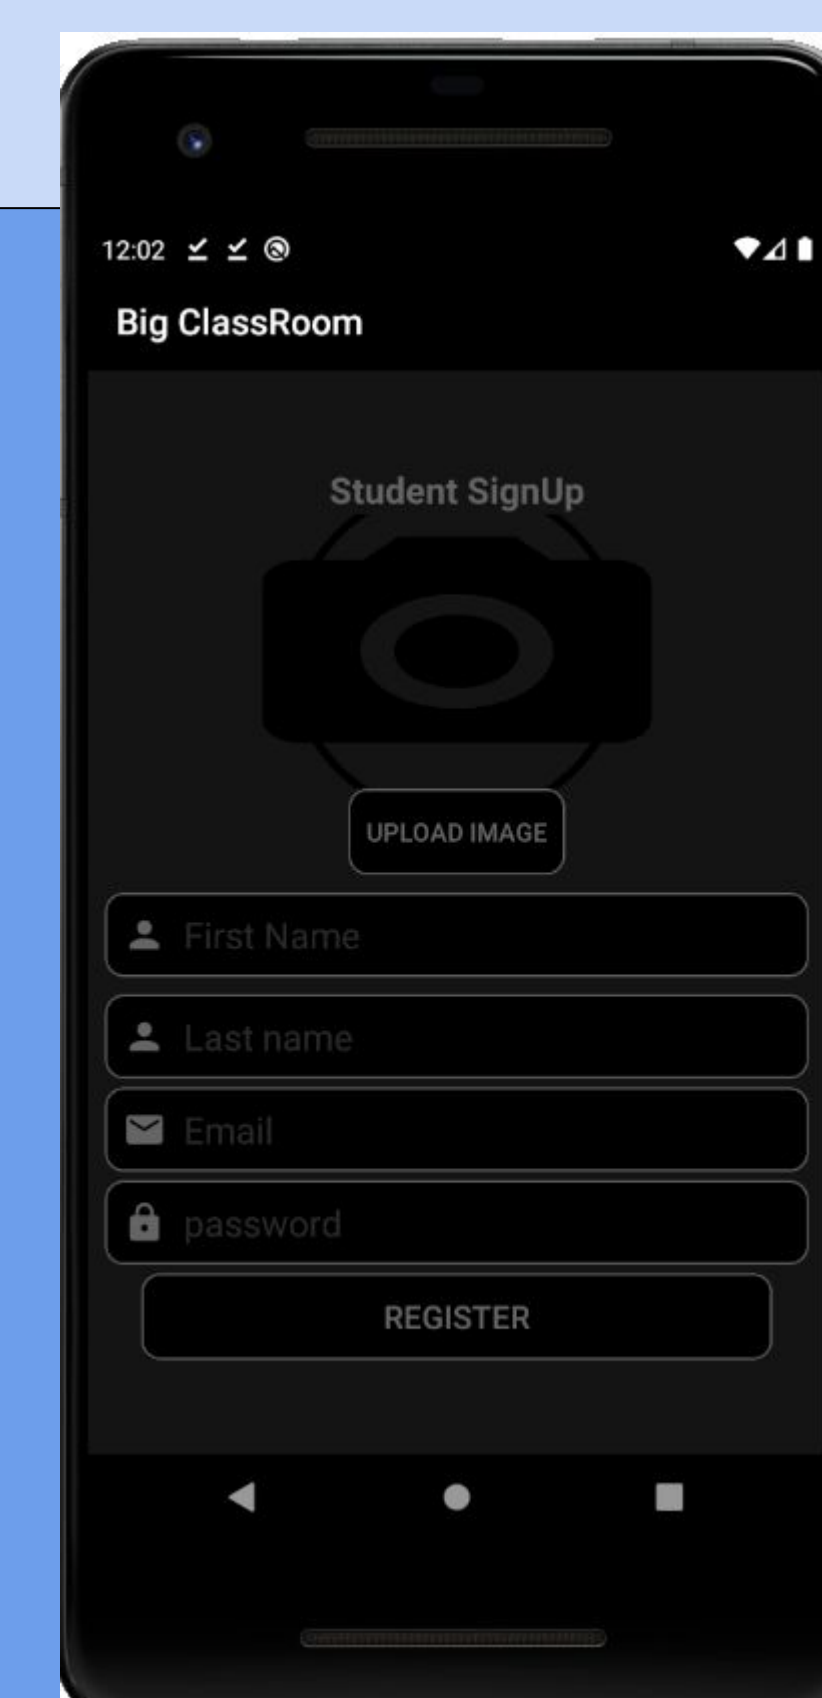 12:02
Big ClassRoom
Student SignUp
UPLOAD IMAGE
First Name
Last name
Email
password
REGISTER